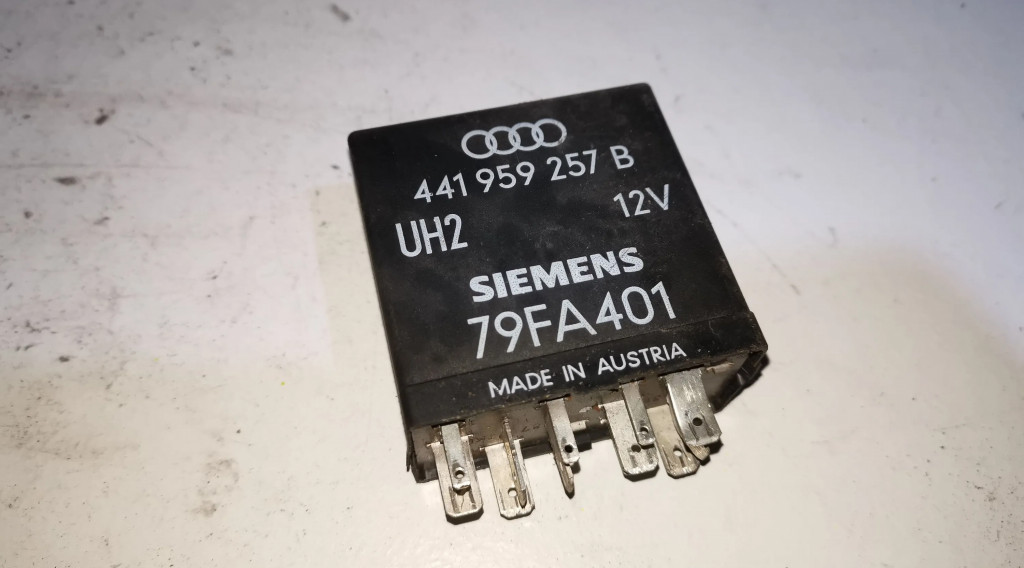 441 959 257 B
UH2 12V
SIEMENS
79FA401
MADE IN AUSTRIA